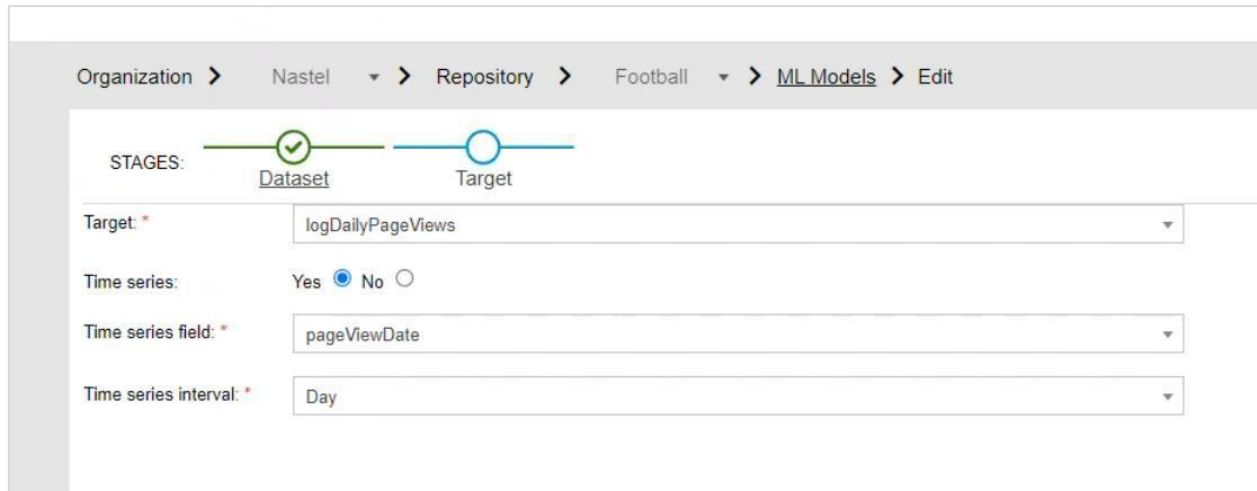 Organization > Nastel > Repository > Football > ML Models > Edit
STAGES:
Dataset Target
Target: * logDailyPageViews
Time series: Yes No
Time series field: * pageViewDate
Time series interval: * Day